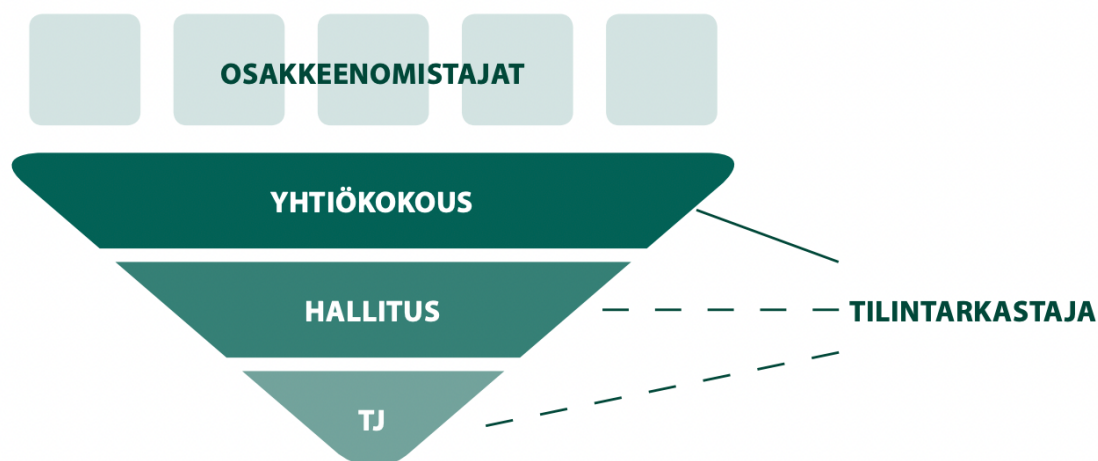 OSAKKEENOMISTAJAT
YHTIÖKOKOUS
HALLITUS
TILINTARKASTAJA
TJ